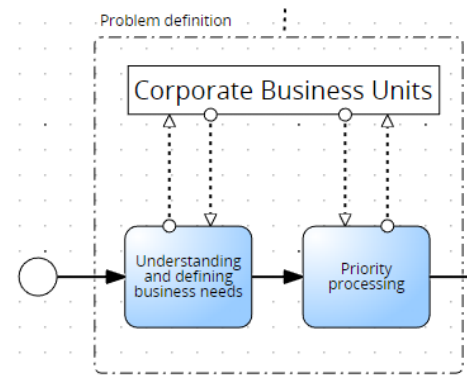 Problem definition
Corporate Business Units
Understanding
and defining
business needs
Priority
processing